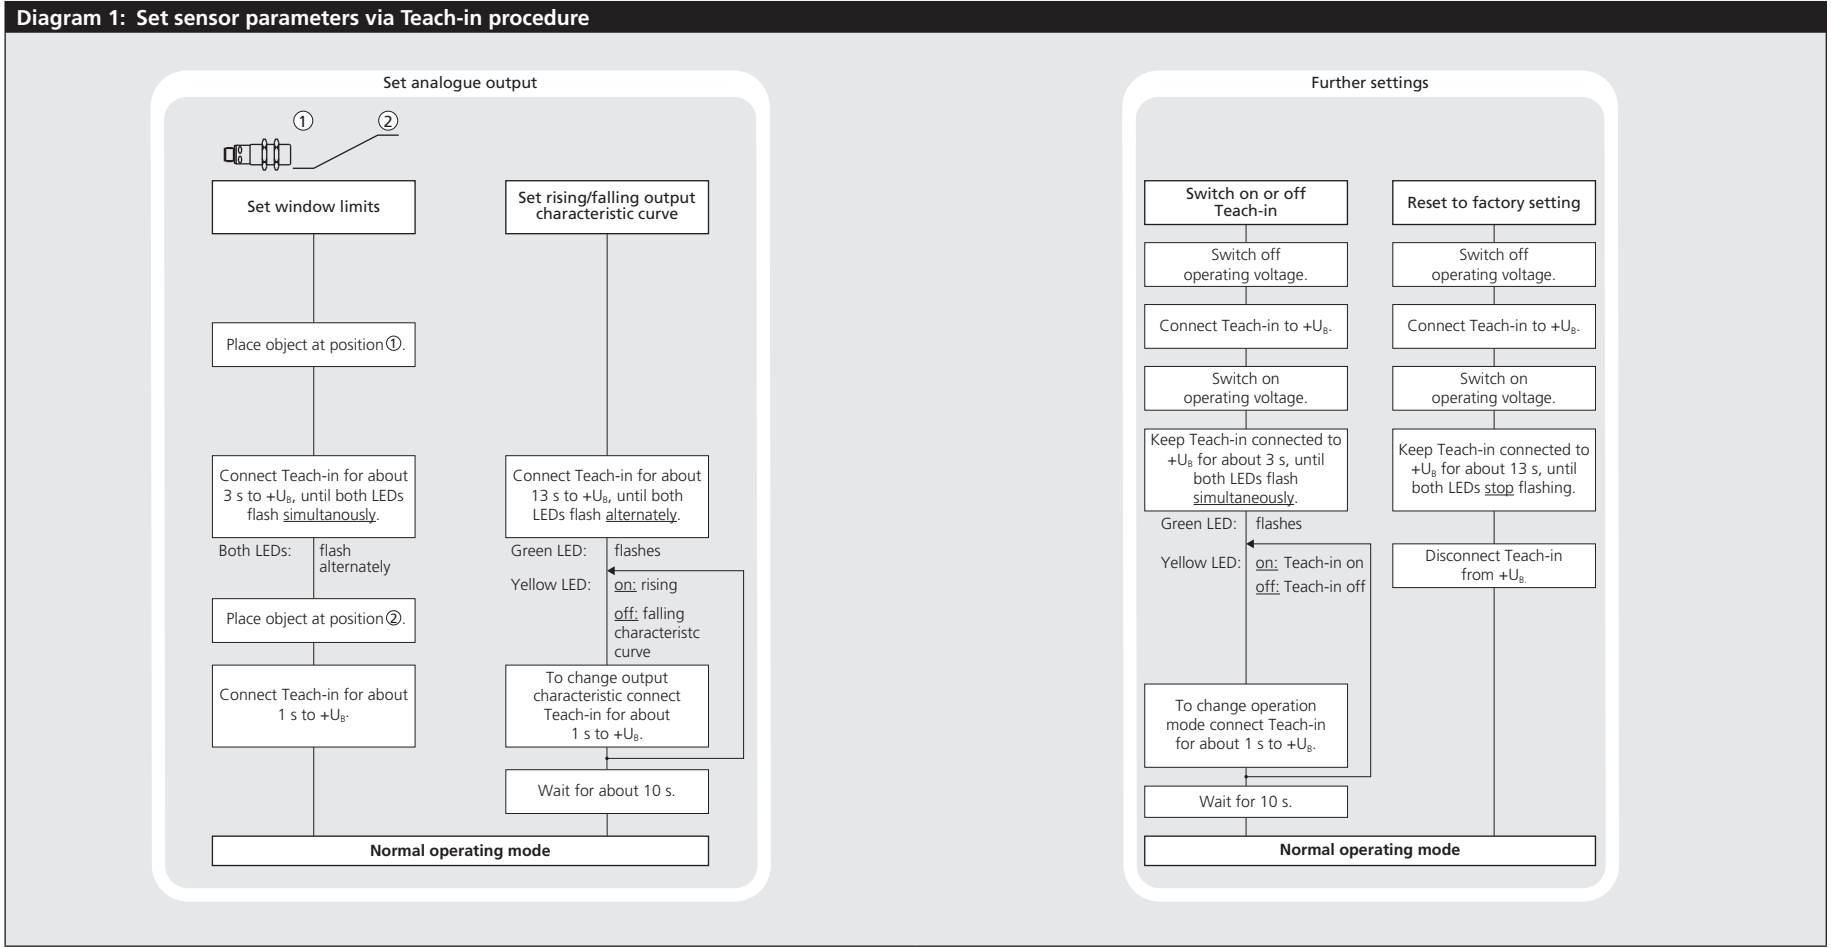 Diagram 1: Set sensor parameters via Teach-in procedure
Set analogue output
① ②
Set window limits
Place object at position ①.
Connect Teach-in for about
3 s to +UB, until both LEDs
flash simultanously.
Both LEDs: flash
alternately
Place object at position ②.
Connect Teach-in for about
1 s to +UB.
Set rising/falling output
characteristic curve
Connect Teach-in for about
13 s to +UB, until both
LEDs flash alternately.
Green LED: flashes
Yellow LED: on: rising
off: falling
characteristc
curve
To change output
characteristic connect
Teach-in for about
1 s to +UB.
Wait for about 10 s.
Normal operating mode
Further settings
Switch on or off
Teach-in
Switch off
operating voltage.
Connect Teach-in to +UB.
Switch on
operating voltage.
Keep Teach-in connected to
+UB for about 3 s, until
both LEDs flash
simultaneously.
Green LED: flashes
Yellow LED: on: Teach-in on
off: Teach-in off
To change operation
mode connect Teach-in
for about 1 s to +UB.
Wait for 10 s.
Reset to factory setting
Switch off
operating voltage.
Connect Teach-in to +UB.
Switch on
operating voltage.
Keep Teach-in connected to
+UB for about 13 s, until
both LEDs stop flashing.
Disconnect Teach-in
from +UB.
Normal operating mode